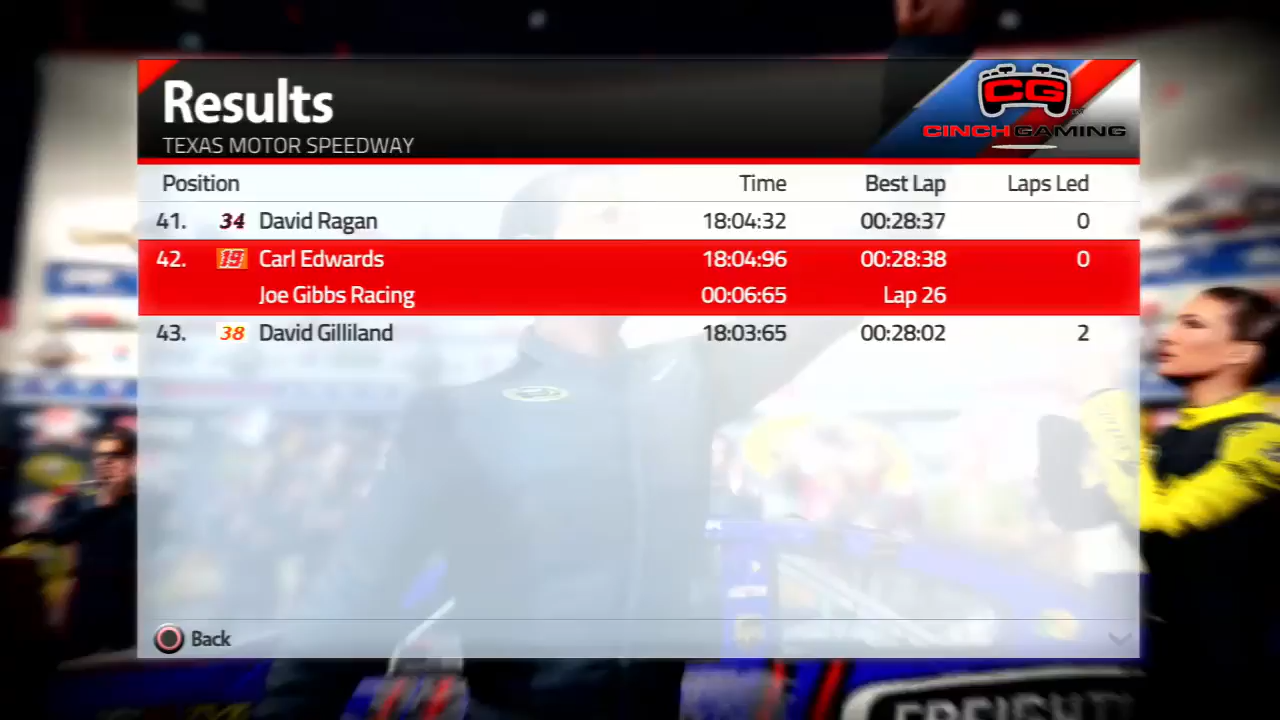 Results
TEXAS MOTOR SPEEDWAY
CG
CINCHGAMING
Position Time Best Lap Laps Led
41. 34 David Ragan 18:04:32 00:28:37 0
42. 19 Carl Edwards 18:04:96 00:28:38 0
Joe Gibbs Racing 00:06:65 Lap 26
43. 38 David Gilliland 18:03:65 00:28:02 2
Back